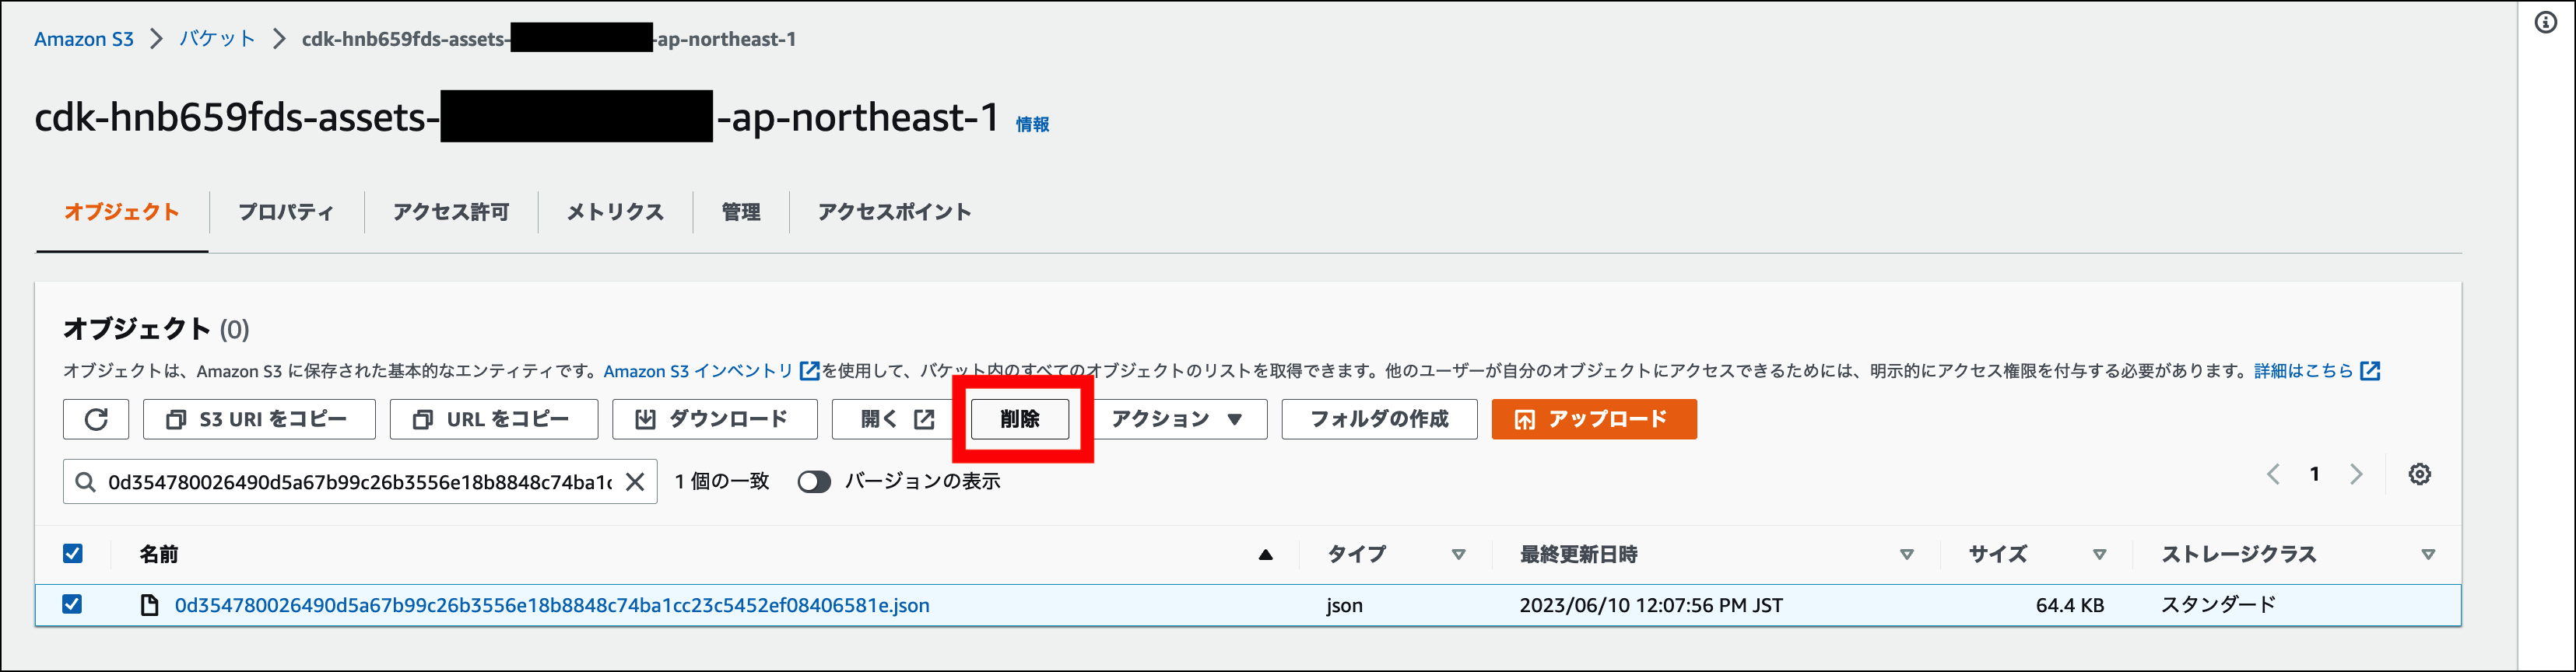 Amazon S3 > バケット > cdk-hnb659fds-assets- -ap-northeast-1
cdk-hnb659fds-assets- -ap-northeast-1 情報
オブジェクト プロパティ アクセス許可 メトリクス 管理 アクセスポイント
オブジェクト (0)
オブジェクトは、Amazon S3 に保存された基本的なエンティティです。Amazon S3 インベントリ を使用して、バケット内のすべてのオブジェクトのリストを取得できます。他のユーザーが自分のオブジェクトにアクセスできるためには、明示的にアクセス権限を付与する必要があります。詳細はこちら
S3 URI をコピー URL をコピー ダウンロード 開く 削除 アクション ▼ フォルダの作成 アップロード
0d354780026490d5a67b99c26b3556e18b8848c74ba1c 1 個の一致 バージョンの表示 1
名前 タイプ 最終更新日時 サイズ ストレージクラス
0d354780026490d5a67b99c26b3556e18b8848c74ba1cc23c5452ef08406581e.json json 2023/06/10 12:07:56 PM JST 64.4 KB スタンダード